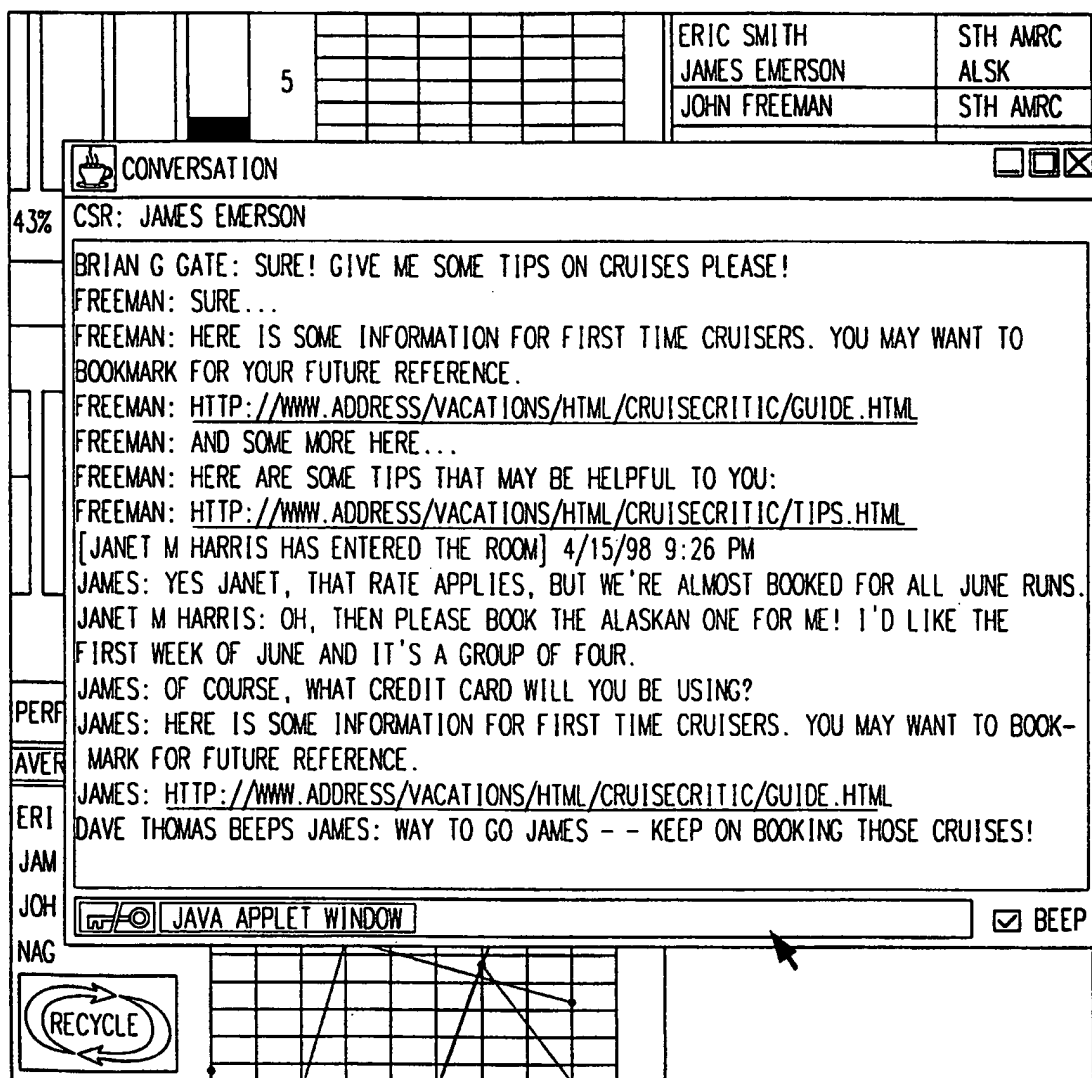 ERIC SMITH STH AMRC
5
JAMES EMERSON ALSK
JOHN FREEMAN STH AMRC
CONVERSATION
43%
CSR: JAMES EMERSON
BRIAN G GATE: SURE! GIVE ME SOME TIPS ON CRUISES PLEASE!
FREEMAN: SURE...
FREEMAN: HERE IS SOME INFORMATION FOR FIRST TIME CRUISERS. YOU MAY WANT TO
BOOKMARK FOR YOUR FUTURE REFERENCE.
FREEMAN: HTTP://WWW.ADDRESS/VACATIONS/HTML/CRUISECRITIC/GUIDE.HTML
FREEMAN: AND SOME MORE HERE...
FREEMAN: HERE ARE SOME TIPS THAT MAY BE HELPFUL TO YOU:
FREEMAN: HTTP://WWW.ADDRESS/VACATIONS/HTML/CRUISECRITIC/TIPS.HTML
[JANET M HARRIS HAS ENTERED THE ROOM] 4/15/98 9:26 PM
JAMES: YES JANET, THAT RATE APPLIES, BUT WE'RE ALMOST BOOKED FOR ALL JUNE RUNS.
JANET M HARRIS: OH, THEN PLEASE BOOK THE ALASKAN ONE FOR ME! I'D LIKE THE
FIRST WEEK OF JUNE AND IT'S A GROUP OF FOUR.
JAMES: OF COURSE, WHAT CREDIT CARD WILL YOU BE USING?
PERF
JAMES: HERE IS SOME INFORMATION FOR FIRST TIME CRUISERS. YOU MAY WANT TO BOOK-
MARK FOR FUTURE REFERENCE.
AVER
JAMES: HTTP://WWW.ADDRESS/VACATIONS/HTML/CRUISECRITIC/GUIDE.HTML
ERI
DAVE THOMAS BEEPS JAMES: WAY TO GO JAMES - - KEEP ON BOOKING THOSE CRUISES!
JAM
JOH
JAVA APPLET WINDOW
BEEP
NAG
RECYCLE